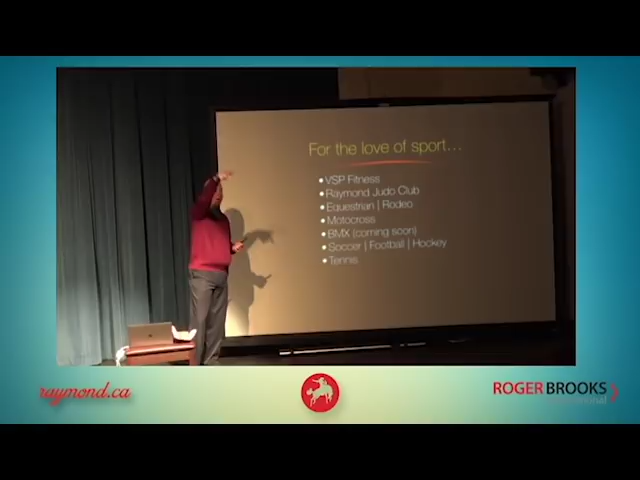 For the love of sport...
• VSP Fitness
• Raymond Judo Club
• Equestrian | Rodeo
• Motocross
• BMX (coming soon)
• Soccer | Football | Hockey
• Tennis
raymond.ca
ROGER BROOKS